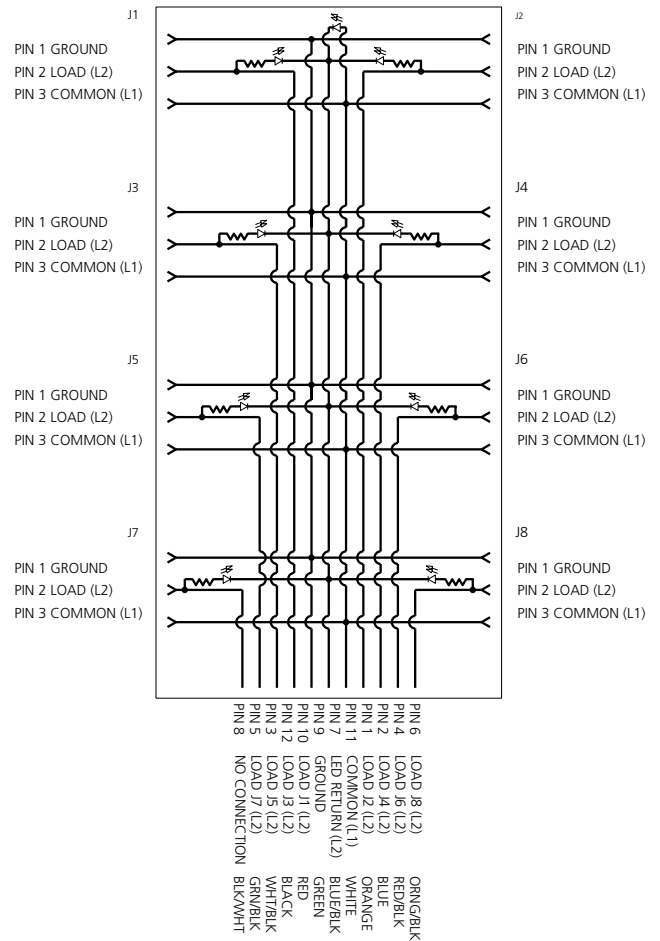 J1
PIN 1 GROUND
PIN 2 LOAD (L2)
PIN 3 COMMON (L1)
J2
PIN 1 GROUND
PIN 2 LOAD (L2)
PIN 3 COMMON (L1)
J3
PIN 1 GROUND
PIN 2 LOAD (L2)
PIN 3 COMMON (L1)
J4
PIN 1 GROUND
PIN 2 LOAD (L2)
PIN 3 COMMON (L1)
J5
PIN 1 GROUND
PIN 2 LOAD (L2)
PIN 3 COMMON (L1)
J6
PIN 1 GROUND
PIN 2 LOAD (L2)
PIN 3 COMMON (L1)
J7
PIN 1 GROUND
PIN 2 LOAD (L2)
PIN 3 COMMON (L1)
J8
PIN 1 GROUND
PIN 2 LOAD (L2)
PIN 3 COMMON (L1)
PIN 6 LOAD J8 (L2) ORNG/BLK
PIN 4 LOAD J6 (L2) RED/BLK
PIN 2 LOAD J4 (L2) BLUE
PIN 1 LOAD J2 (L2) ORANGE
PIN 11 COMMON (L1) WHITE
PIN 7 LED RETURN (L2) BLUE/BLK
PIN 9 GROUND GREEN
PIN 10 LOAD J1 (L2) RED
PIN 12 LOAD J3 (L2) BLACK
PIN 3 LOAD J5 (L2) WHT/BLK
PIN 5 LOAD J7 (L2) GRN/BLK
PIN 8 NO CONNECTION BLK/WHT